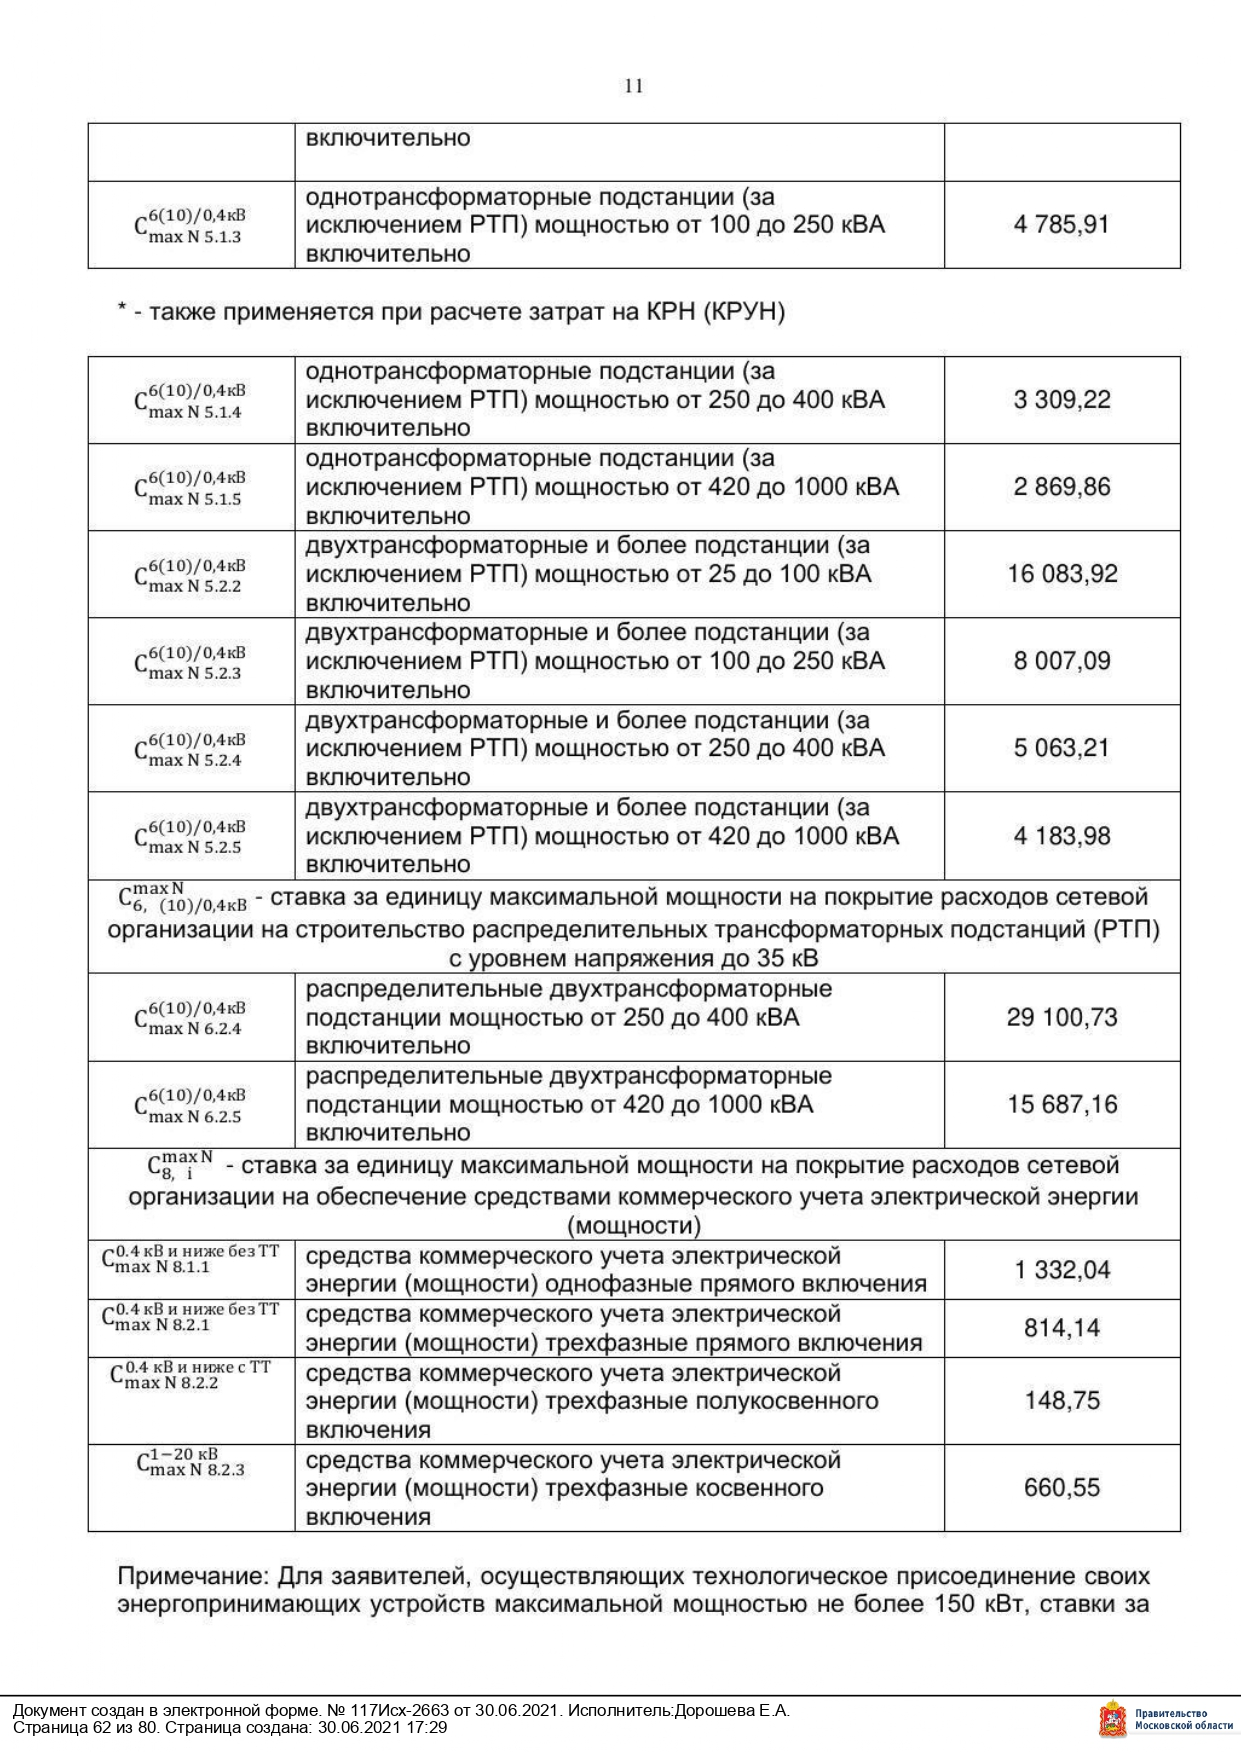 11
включительно
C 6(10)/0,4кВ max N 5.1.3
однотрансформаторные подстанции (за
исключением РТП) мощностью от 100 до 250 кВА
включительно
4 785,91
* - также применяется при расчете затрат на КРН (КРУН)
C 6(10)/0,4кВ max N 5.1.4
однотрансформаторные подстанции (за
исключением РТП) мощностью от 250 до 400 кВА
включительно
3 309,22
C 6(10)/0,4кВ max N 5.1.5
однотрансформаторные подстанции (за
исключением РТП) мощностью от 420 до 1000 кВА
включительно
2 869,86
C 6(10)/0,4кВ max N 5.2.2
двухтрансформаторные и более подстанции (за
исключением РТП) мощностью от 25 до 100 кВА
включительно
16 083,92
C 6(10)/0,4кВ max N 5.2.3
двухтрансформаторные и более подстанции (за
исключением РТП) мощностью от 100 до 250 кВА
включительно
8 007,09
C 6(10)/0,4кВ max N 5.2.4
двухтрансформаторные и более подстанции (за
исключением РТП) мощностью от 250 до 400 кВА
включительно
5 063,21
C 6(10)/0,4кВ max N 5.2.5
двухтрансформаторные и более подстанции (за
исключением РТП) мощностью от 420 до 1000 кВА
включительно
4 183,98
C max N 6, (10)/0,4кВ - ставка за единицу максимальной мощности на покрытие расходов сетевой
организации на строительство распределительных трансформаторных подстанций (РТП)
с уровнем напряжения до 35 кВ
C 6(10)/0,4кВ max N 6.2.4
распределительные двухтрансформаторные
подстанции мощностью от 250 до 400 кВА
включительно
29 100,73
C 6(10)/0,4кВ max N 6.2.5
распределительные двухтрансформаторные
подстанции мощностью от 420 до 1000 кВА
включительно
15 687,16
C max N 8, i - ставка за единицу максимальной мощности на покрытие расходов сетевой
организации на обеспечение средствами коммерческого учета электрической энергии
(мощности)
C 0.4 кВ и ниже без ТТ max N 8.1.1
средства коммерческого учета электрической
энергии (мощности) однофазные прямого включения
1 332,04
C 0.4 кВ и ниже без ТТ max N 8.2.1
средства коммерческого учета электрической
энергии (мощности) трехфазные прямого включения
814,14
C 0.4 кВ и ниже с ТТ max N 8.2.2
средства коммерческого учета электрической
энергии (мощности) трехфазные полукосвенного
включения
148,75
C 1−20 кВ max N 8.2.3
средства коммерческого учета электрической
энергии (мощности) трехфазные косвенного
включения
660,55
Примечание: Для заявителей, осуществляющих технологическое присоединение своих
энергопринимающих устройств максимальной мощностью не более 150 кВт, ставки за
Документ создан в электронной форме. № 117Исх-2663 от 30.06.2021. Исполнитель:Дорошева Е.А.
Страница 62 из 80. Страница создана: 30.06.2021 17:29
Правительство
Московской области